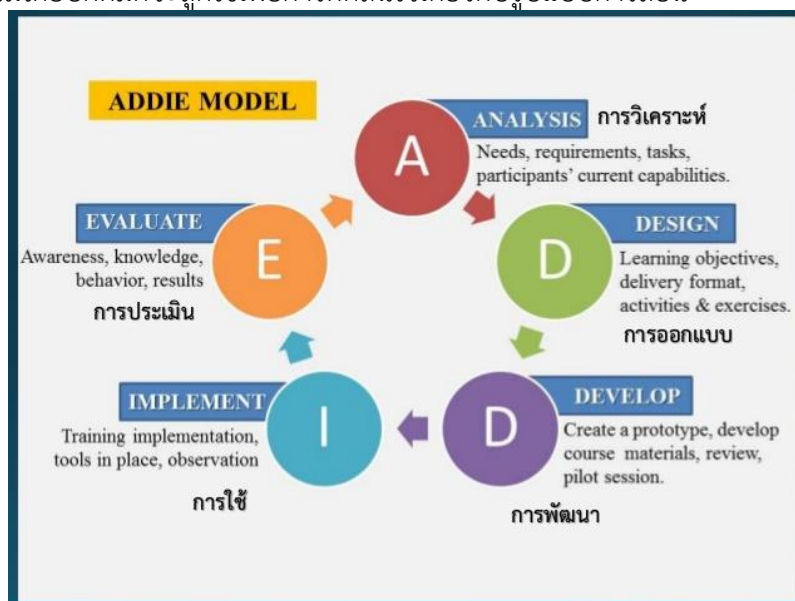 ADDIE MODEL
A
ANALYSIS การวิเคราะห์
Needs, requirements, tasks,
participants' current capabilities.
D
DESIGN
Learning objectives,
delivery format,
activities & exercises.
การออกแบบ
D
DEVELOP
Create a prototype, develop
course materials, review,
pilot session.
การพัฒนา
I
IMPLEMENT
Training implementation,
tools in place, observation
การใช้
E
EVALUATE
Awareness, knowledge,
behavior, results
การประเมิน